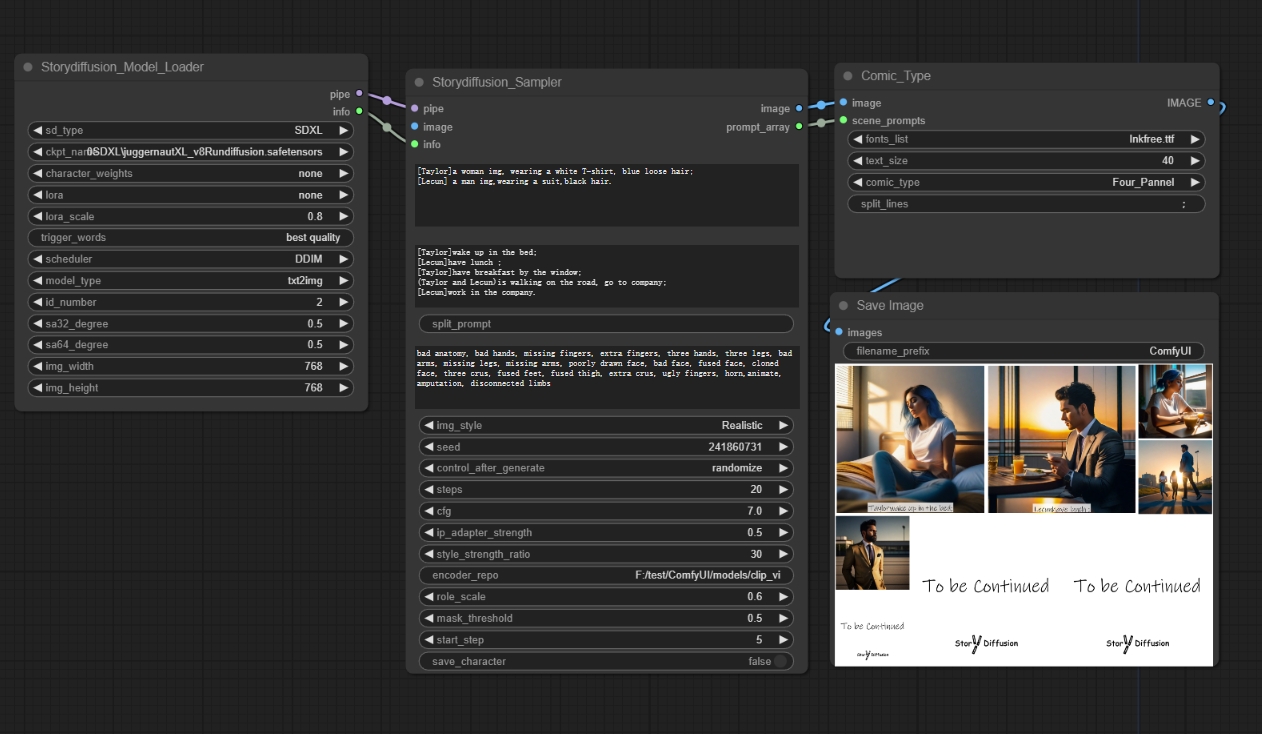 Storydiffusion_Model_Loader
pipe
info
sd_type SDXL
ckpt_nam0SDXL\juggernautXL_v8Rundiffusion.safetensors
character_weights none
lora none
lora_scale 0.8
trigger_words best quality
scheduler DDIM
model_type txt2img
id_number 2
sa32_degree 0.5
sa64_degree 0.5
img_width 768
img_height 768
Storydiffusion_Sampler
pipe image
image prompt_array
info
[Taylor]a woman img, wearing a white T-shirt, blue loose hair;
[Lecun] a man img,wearing a suit,black hair.
[Taylor]wake up in the bed;
[Lecun]have lunch ;
[Taylor]have breakfast by the window;
(Taylor and Lecun)is walking on the road, go to company;
[Lecun]work in the company.
split_prompt
bad anatomy, bad hands, missing fingers, extra fingers, three hands, three legs, bad
arms, missing legs, missing arms, poorly drawn face, bad face, fused face, cloned
face, three crus, fused feet, fused thigh, extra crus, ugly fingers, horn,animate,
amputation, disconnected limbs
img_style Realistic
seed 241860731
control_after_generate randomize
steps 20
cfg 7.0
ip_adapter_strength 0.5
style_strength_ratio 30
encoder_repo F:/test/ComfyUI/models/clip_vi
role_scale 0.6
mask_threshold 0.5
start_step 5
save_character false
Comic_Type
image IMAGE
scene_prompts
fonts_list Inkfree.ttf
text_size 40
comic_type Four_Pannel
split_lines ;
Save Image
images
filename_prefix ComfyUI
Taylor wake up in the bed
To be Continued
To be Continued
To be Continued
StoryDiffusion
StoryDiffusion
StoryDiffusion